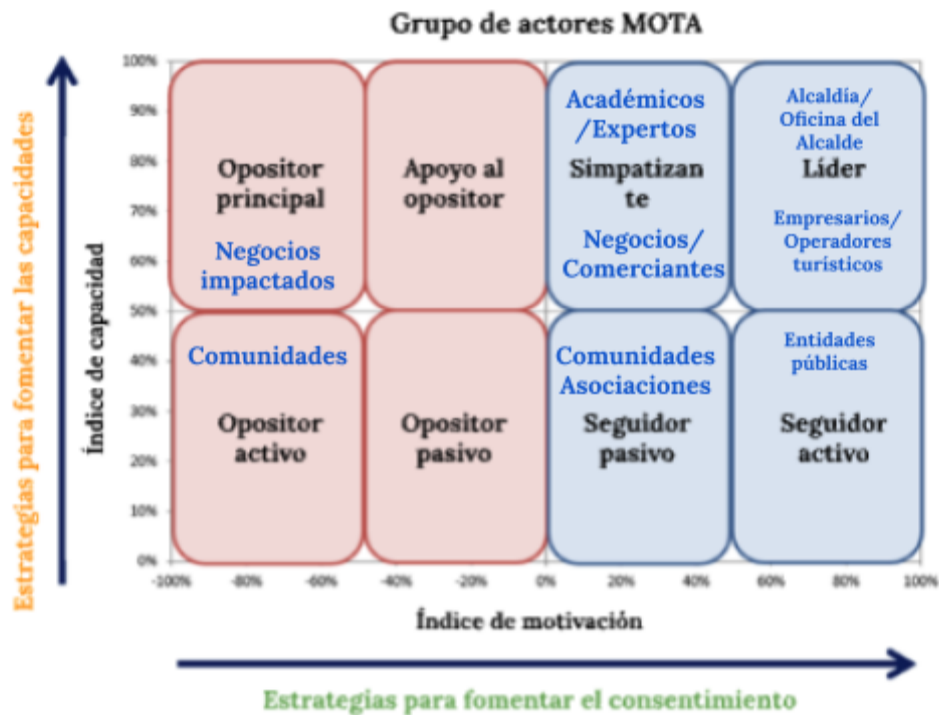 Grupo de actores MOTA
Estrategias para fomentar las capacidades
Índice de capacidad
100%
90%
80%
70%
60%
50%
40%
30%
20%
10%
0%
Opositor
principal
Negocios
impactados
Apoyo al
opositor
Académicos
/Expertos
Simpatizan
te
Negocios/
Comerciantes
Alcaldía/
Oficina del
Alcalde
Líder
Empresarios/
Operadores
turísticos
Comunidades
Opositor
activo
Opositor
pasivo
Comunidades
Asociaciones
Seguidor
pasivo
Entidades
públicas
Seguidor
activo
-100%
-80%
-60%
-40%
-20%
0%
20%
40%
60%
80%
100%
Índice de motivación
Estrategias para fomentar el consentimiento